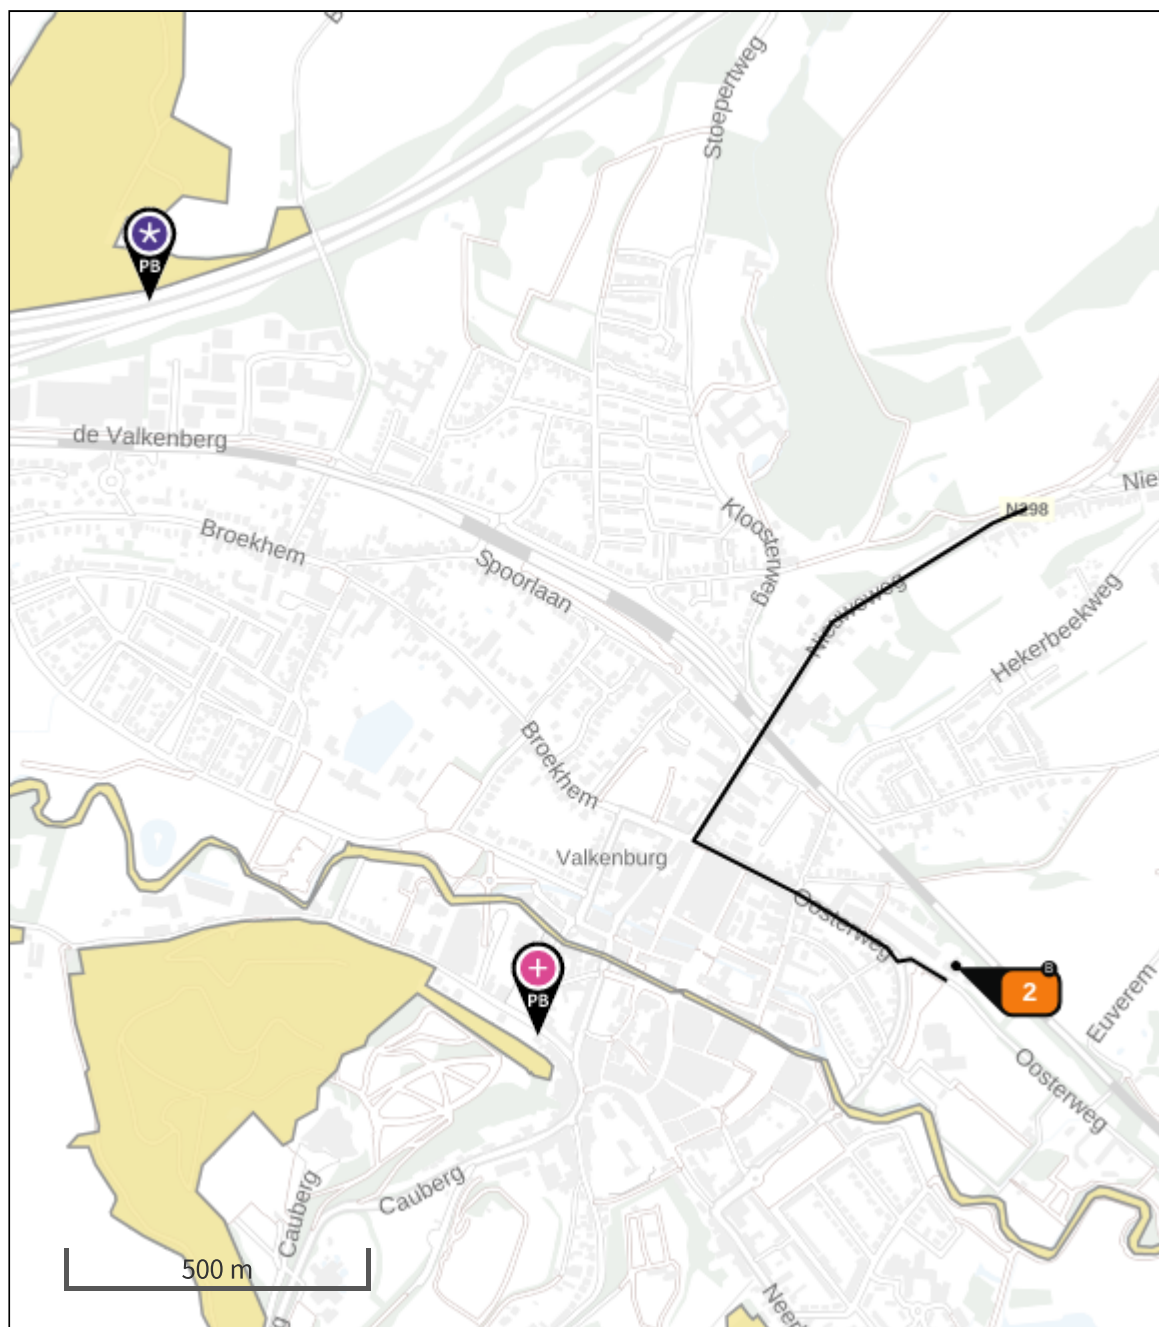 Stoepertweg
PB
de Valkenberg
Nie
N298
Broekhem
Kloosterweg
Spoorlaan
Nieuweweg
Hekerbeekweg
Broekhem
Valkenburg
Oosterweg
PB
B
2
Euverem
Oosterweg
Cauberg
Cauberg
500 m
Neer
g